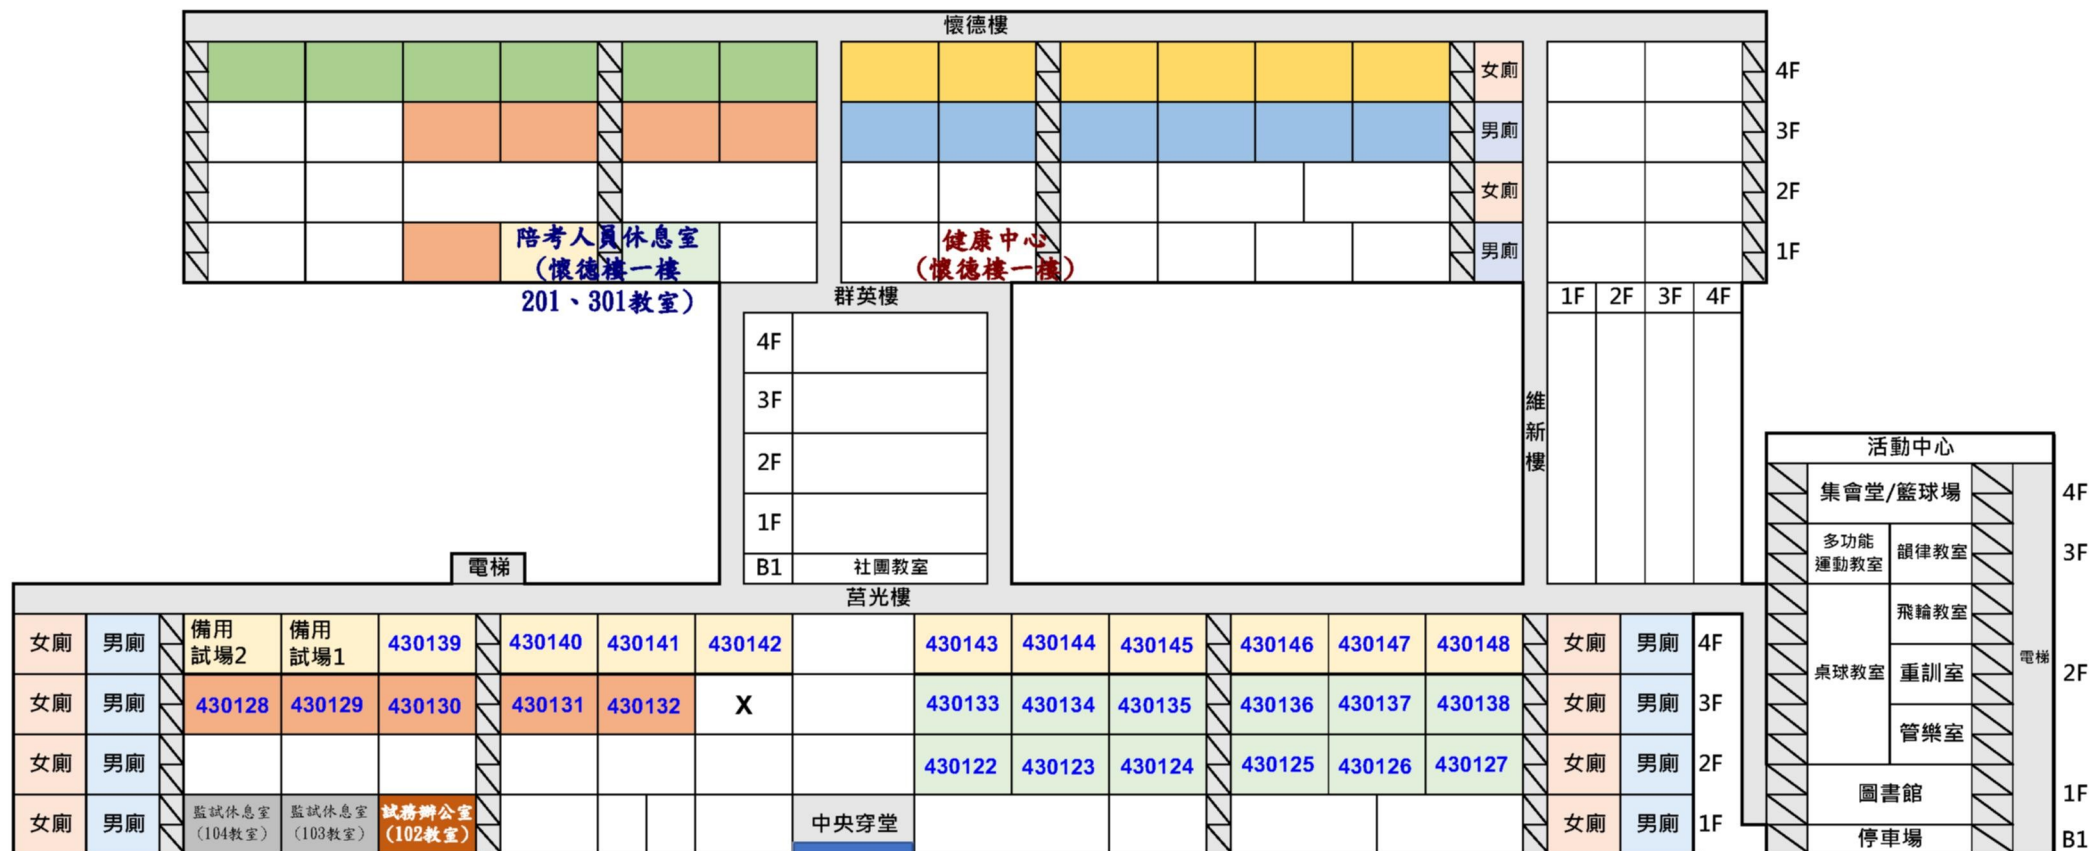 懷德樓
女廁
4F
男廁
3F
女廁
2F
陪考人員休息室
(懷德樓一樓
201、301教室)
健康中心
(懷德樓一樓)
男廁
1F
群英樓
1F 2F 3F 4F
4F
3F
2F
1F
B1 社團教室
維新樓
活動中心
集會堂/籃球場
4F
多功能
運動教室
韻律教室
3F
飛輪教室
桌球教室
重訓室
管樂室
電梯
2F
圖書館
1F
停車場
B1
電梯
莒光樓
女廁 男廁 備用
試場2
備用
試場1
430139 430140 430141 430142 430143 430144 430145 430146 430147 430148 女廁 男廁 4F
女廁 男廁 430128 430129 430130 430131 430132 X 430133 430134 430135 430136 430137 430138 女廁 男廁 3F
女廁 男廁 430122 430123 430124 430125 430126 430127 女廁 男廁 2F
女廁 男廁 監試休息室
(104教室)
監試休息室
(103教室)
試務辦公室
(102教室)
中央穿堂 女廁 男廁 1F